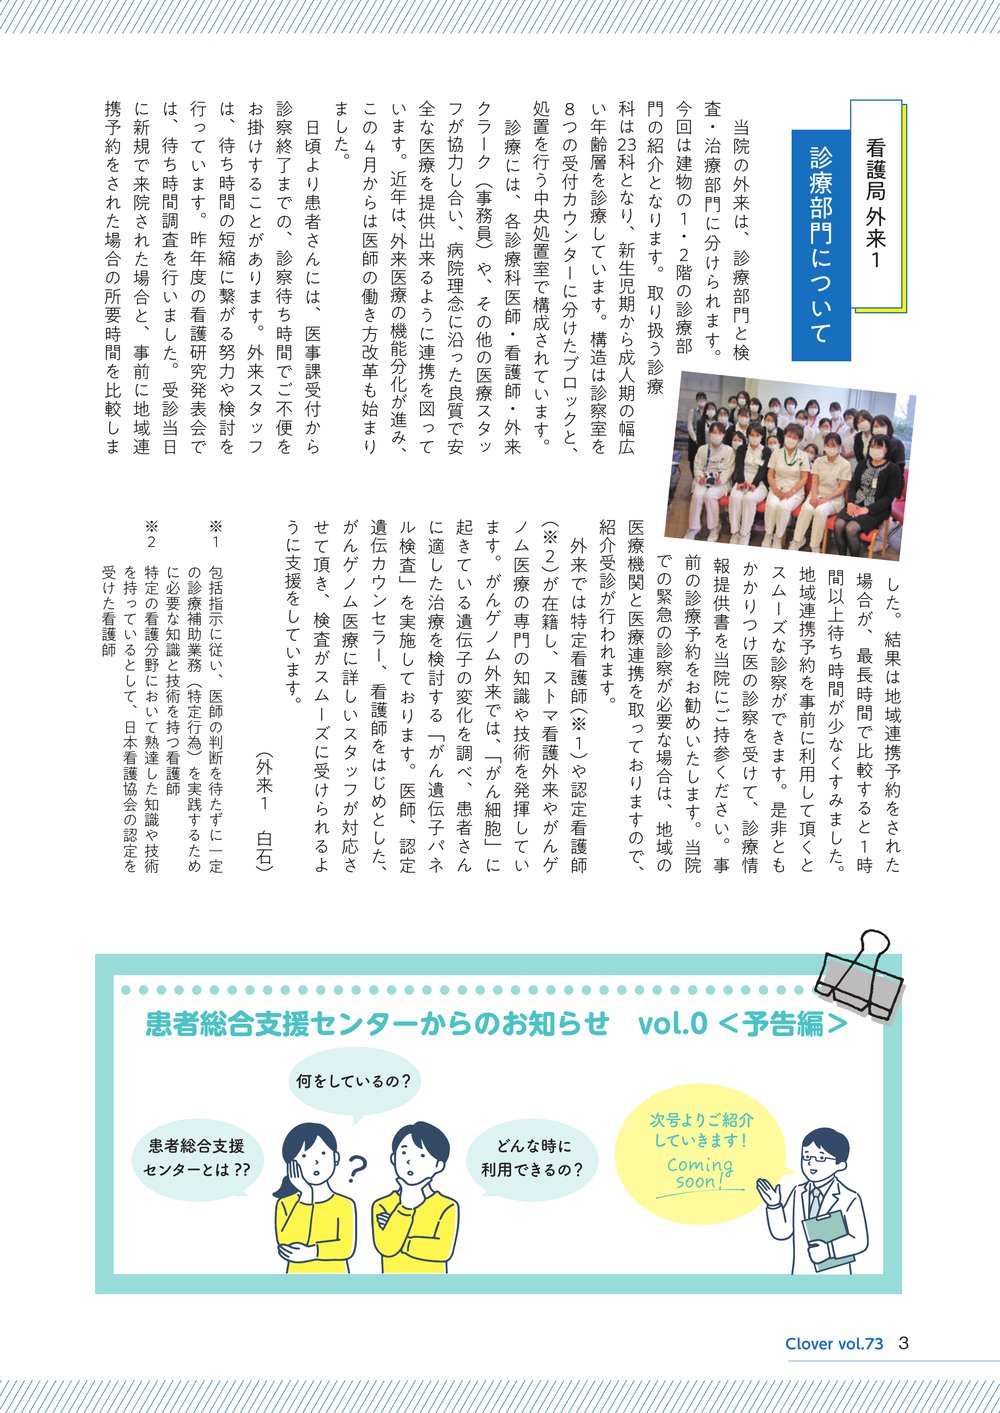 看護局 外来1
診療部門について
当院の外来は、診療部門と検
査・治療部門に分けられます。
今回は建物の1・2階の診療部
門の紹介となります。取り扱う診療
科は23科となり、新生児期から成人期の幅広
い年齢層を診療しています。構造は診察室を
8つの受付カウンターに分けたブロックと、
処置を行う中央処置室で構成されています。
診療には、各診療科医師・看護師・外来
クラーク（事務員）や、その他の医療スタッ
フが協力し合い、病院理念に沿った良質で安
全な医療を提供出来るように連携を図って
います。近年は、外来医療の機能分化が進み、
この4月からは医師の働き方改革も始まり
ました。
日頃より患者さんには、医事課受付から
診察終了までの、診察待ち時間でご不便を
お掛けすることがあります。外来スタッフ
は、待ち時間の短縮に繋がる努力や検討を
行っています。昨年度の看護研究発表会で
は、待ち時間調査を行いました。受診当日
に新規で来院された場合と、事前に地域連
携予約をされた場合の所要時間を比較しま
した。結果は地域連携予約をされた
場合が、最長時間で比較すると1時
間以上待ち時間が少なくすみました。
地域連携予約を事前に利用して頂くと
スムーズな診察ができます。是非とも
かかりつけ医の診察を受けて、診療情
報提供書を当院にご持参ください。事
前の診療予約をお勧めいたします。当院
での緊急の診察が必要な場合は、地域の
医療機関と医療連携を取っておりますので、
紹介受診が行われます。
外来では特定看護師（※1）や認定看護師
（※2）が在籍し、ストマ看護外来やがんゲ
ノム医療の専門の知識や技術を発揮してい
ます。がんゲノム外来では、「がん細胞」に
起きている遺伝子の変化を調べ、患者さん
に適した治療を検討する「がん遺伝子パネ
ル検査」を実施しております。医師、認定
遺伝カウンセラー、看護師をはじめとした、
がんゲノム医療に詳しいスタッフが対応さ
せて頂き、検査がスムーズに受けられるよ
うに支援をしています。
（外来1 白石）
※1 包括指示に従い、医師の判断を待たずに一定
の診療補助業務（特定行為）を実践するため
に必要な知識と技術を持つ看護師
※2 特定の看護分野において熟達した知識や技術
を持っているとして、日本看護協会の認定を
受けた看護師
患者総合支援センターからのお知らせ vol.0＜予告編＞
何をしているの？
患者総合支援
センターとは??
どんな時に
利用できるの？
次号よりご紹介
していきます！
Coming
soon!
Clover vol.73 3